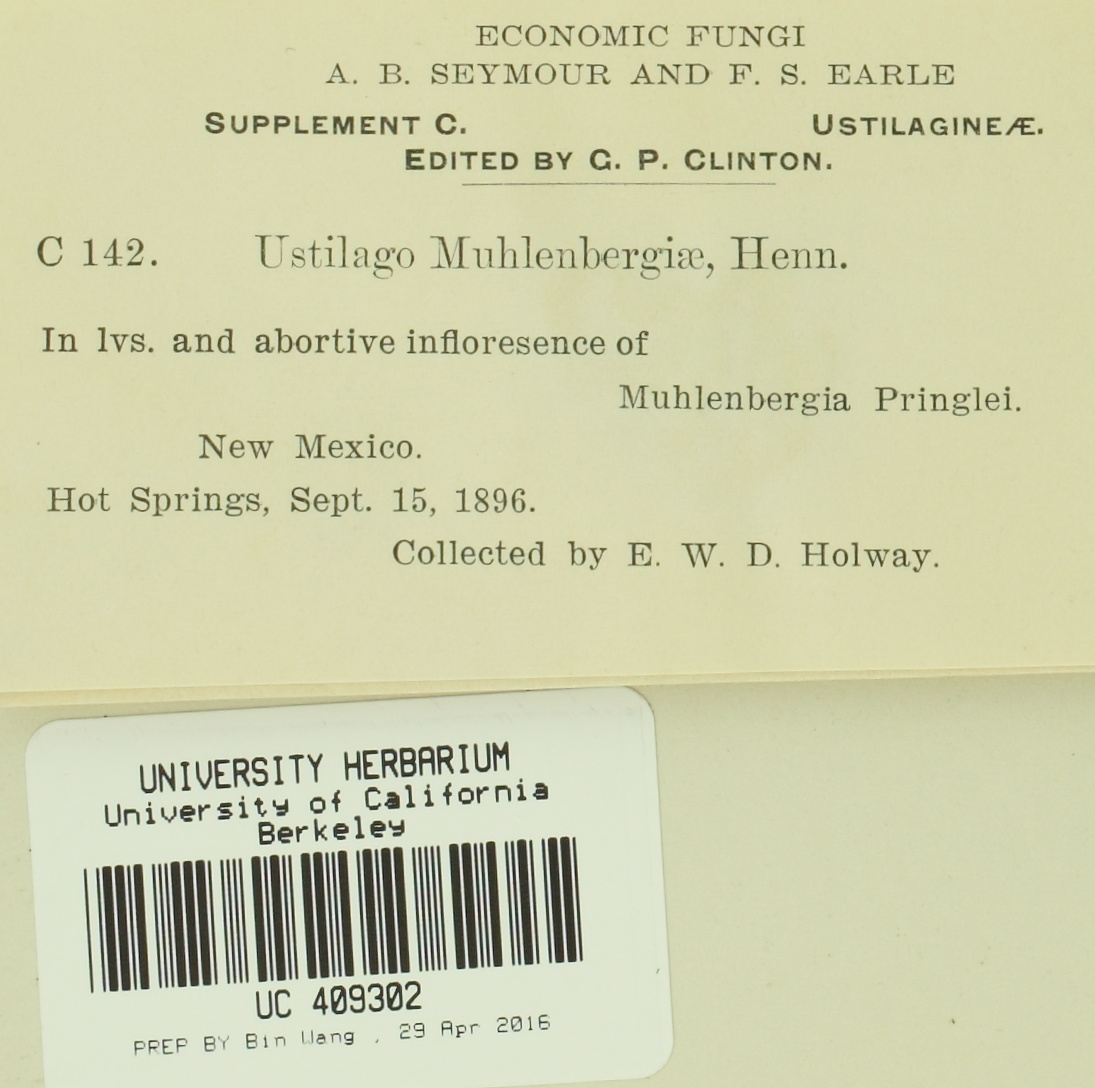 ECONOMIC FUNGI
A. B. SEYMOUR AND F. S. EARLE
SUPPLEMENT C. USTILAGINEÆ.
EDITED BY G. P. CLINTON.
C 142. Ustilago Muhlenbergiæ, Henn.
In lvs. and abortive infloresence of
Muhlenbergia Pringlei.
New Mexico.
Hot Springs, Sept. 15, 1896.
Collected by E. W. D. Holway.
UNIVERSITY HERBARIUM
University of California
Berkeley
UC 409302
PREP BY Bin Wang , 29 Apr 2016